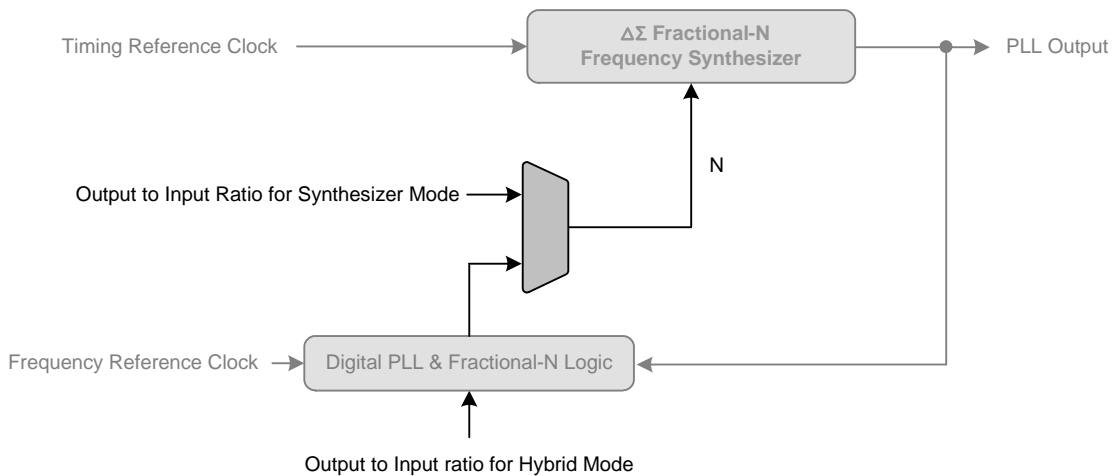 Timing Reference Clock
ΔΣ Fractional-N
Frequency Synthesizer
PLL Output
N
Output to Input Ratio for Synthesizer Mode
Frequency Reference Clock
Digital PLL & Fractional-N Logic
Output to Input ratio for Hybrid Mode